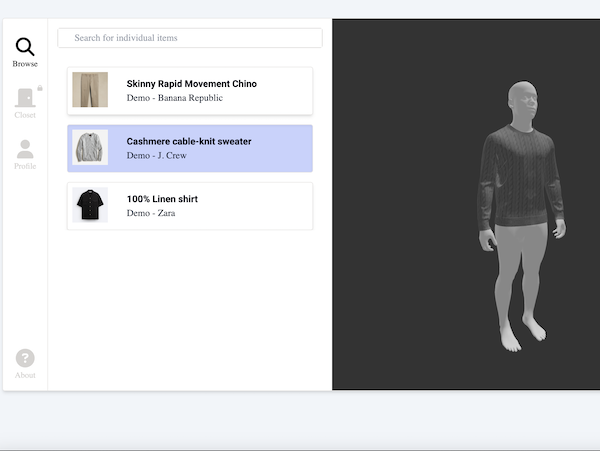 Browse
Closet
Profile
About
Search for individual items
Skinny Rapid Movement Chino
Demo - Banana Republic
Cashmere cable-knit sweater
Demo - J. Crew
100% Linen shirt
Demo - Zara
?